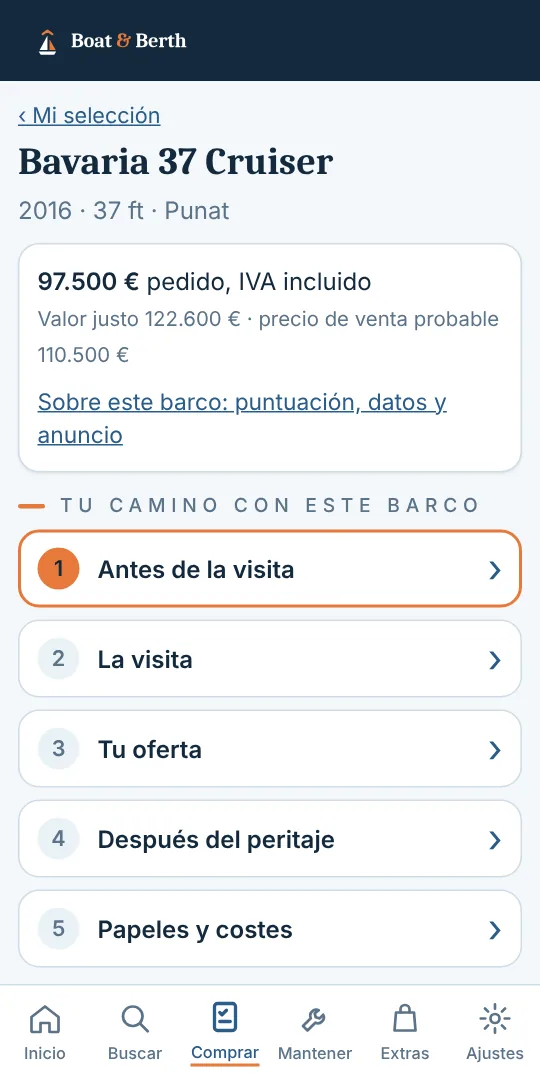 Boat & Berth
‹ Mi selección
Bavaria 37 Cruiser
2016 · 37 ft · Punat
97.500 € pedido, IVA incluido
Valor justo 122.600 € · precio de venta probable
110.500 €
Sobre este barco: puntuación, datos y
anuncio
TU CAMINO CON ESTE BARCO
1 Antes de la visita ›
2 La visita ›
3 Tu oferta ›
4 Después del peritaje ›
5 Papeles y costes ›
Inicio Buscar Comprar Mantener Extras Ajustes